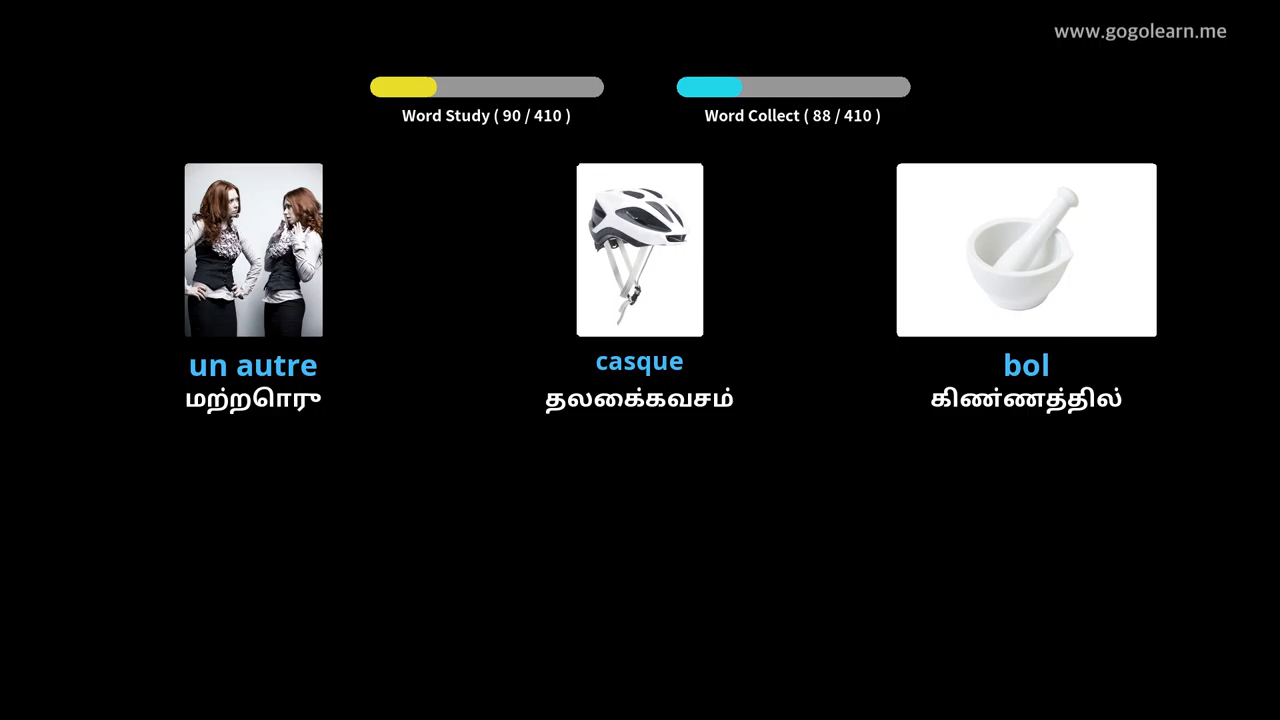 www.gogolearn.me
Word Study ( 90 / 410 )
Word Collect ( 88 / 410 )
un autre
casque
bol
மற்றொரு
தலைக்கவசம்
கிண்ணத்தில்